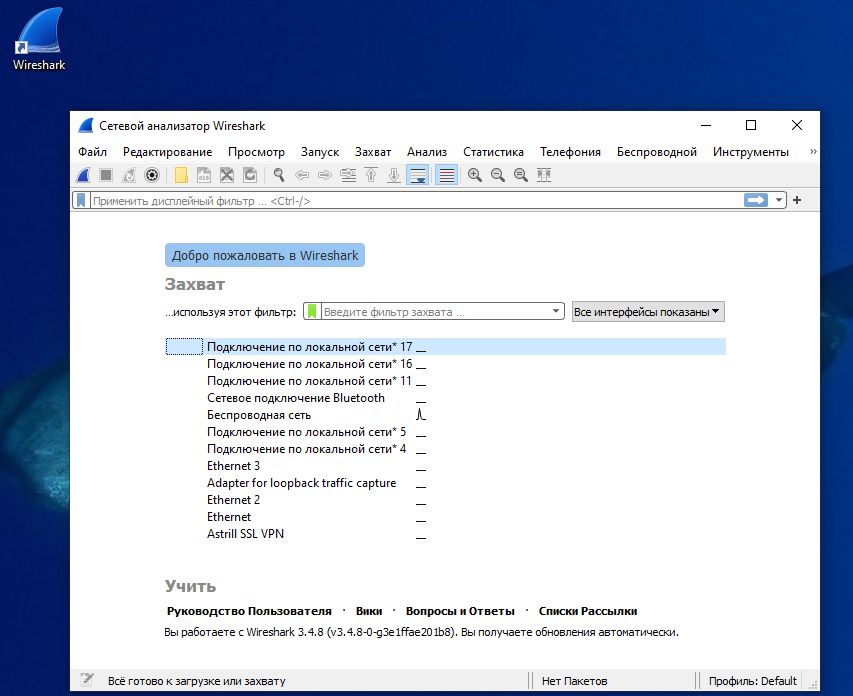 Wireshark
Сетевой анализатор Wireshark
Файл Редактирование Просмотр Запуск Захват Анализ Статистика Телефония Беспроводной Инструменты »
Применить дисплейный фильтр ... <Ctrl-/>
Добро пожаловать в Wireshark
Захват
...используя этот фильтр: Введите фильтр захвата ... Все интерфейсы показаны
Подключение по локальной сети* 17
Подключение по локальной сети* 16
Подключение по локальной сети* 11
Сетевое подключение Bluetooth
Беспроводная сеть
Подключение по локальной сети* 5
Подключение по локальной сети* 4
Ethernet 3
Adapter for loopback traffic capture
Ethernet 2
Ethernet
Astrill SSL VPN
Учить
Руководство Пользователя · Вики · Вопросы и Ответы · Списки Рассылки
Вы работаете с Wireshark 3.4.8 (v3.4.8-0-g3e1ffae201b8). Вы получаете обновления автоматически.
Всё готово к загрузке или захвату Нет Пакетов Профиль: Default